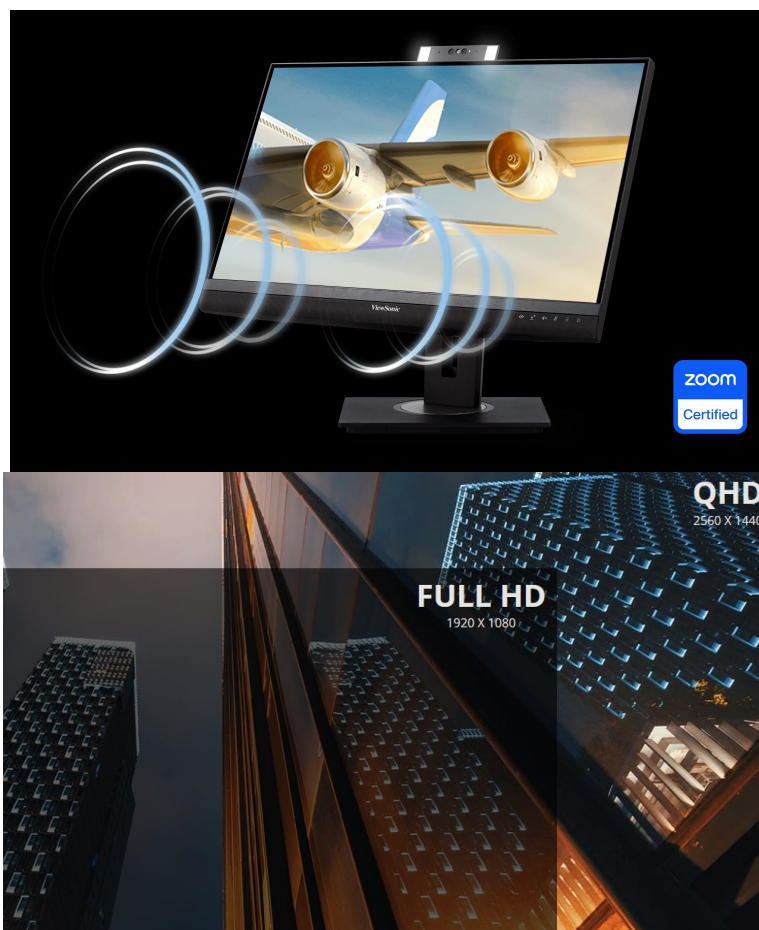 ViewSonic
zoom
Certified
QHD
2560 X 1440
FULL HD
1920 X 1080